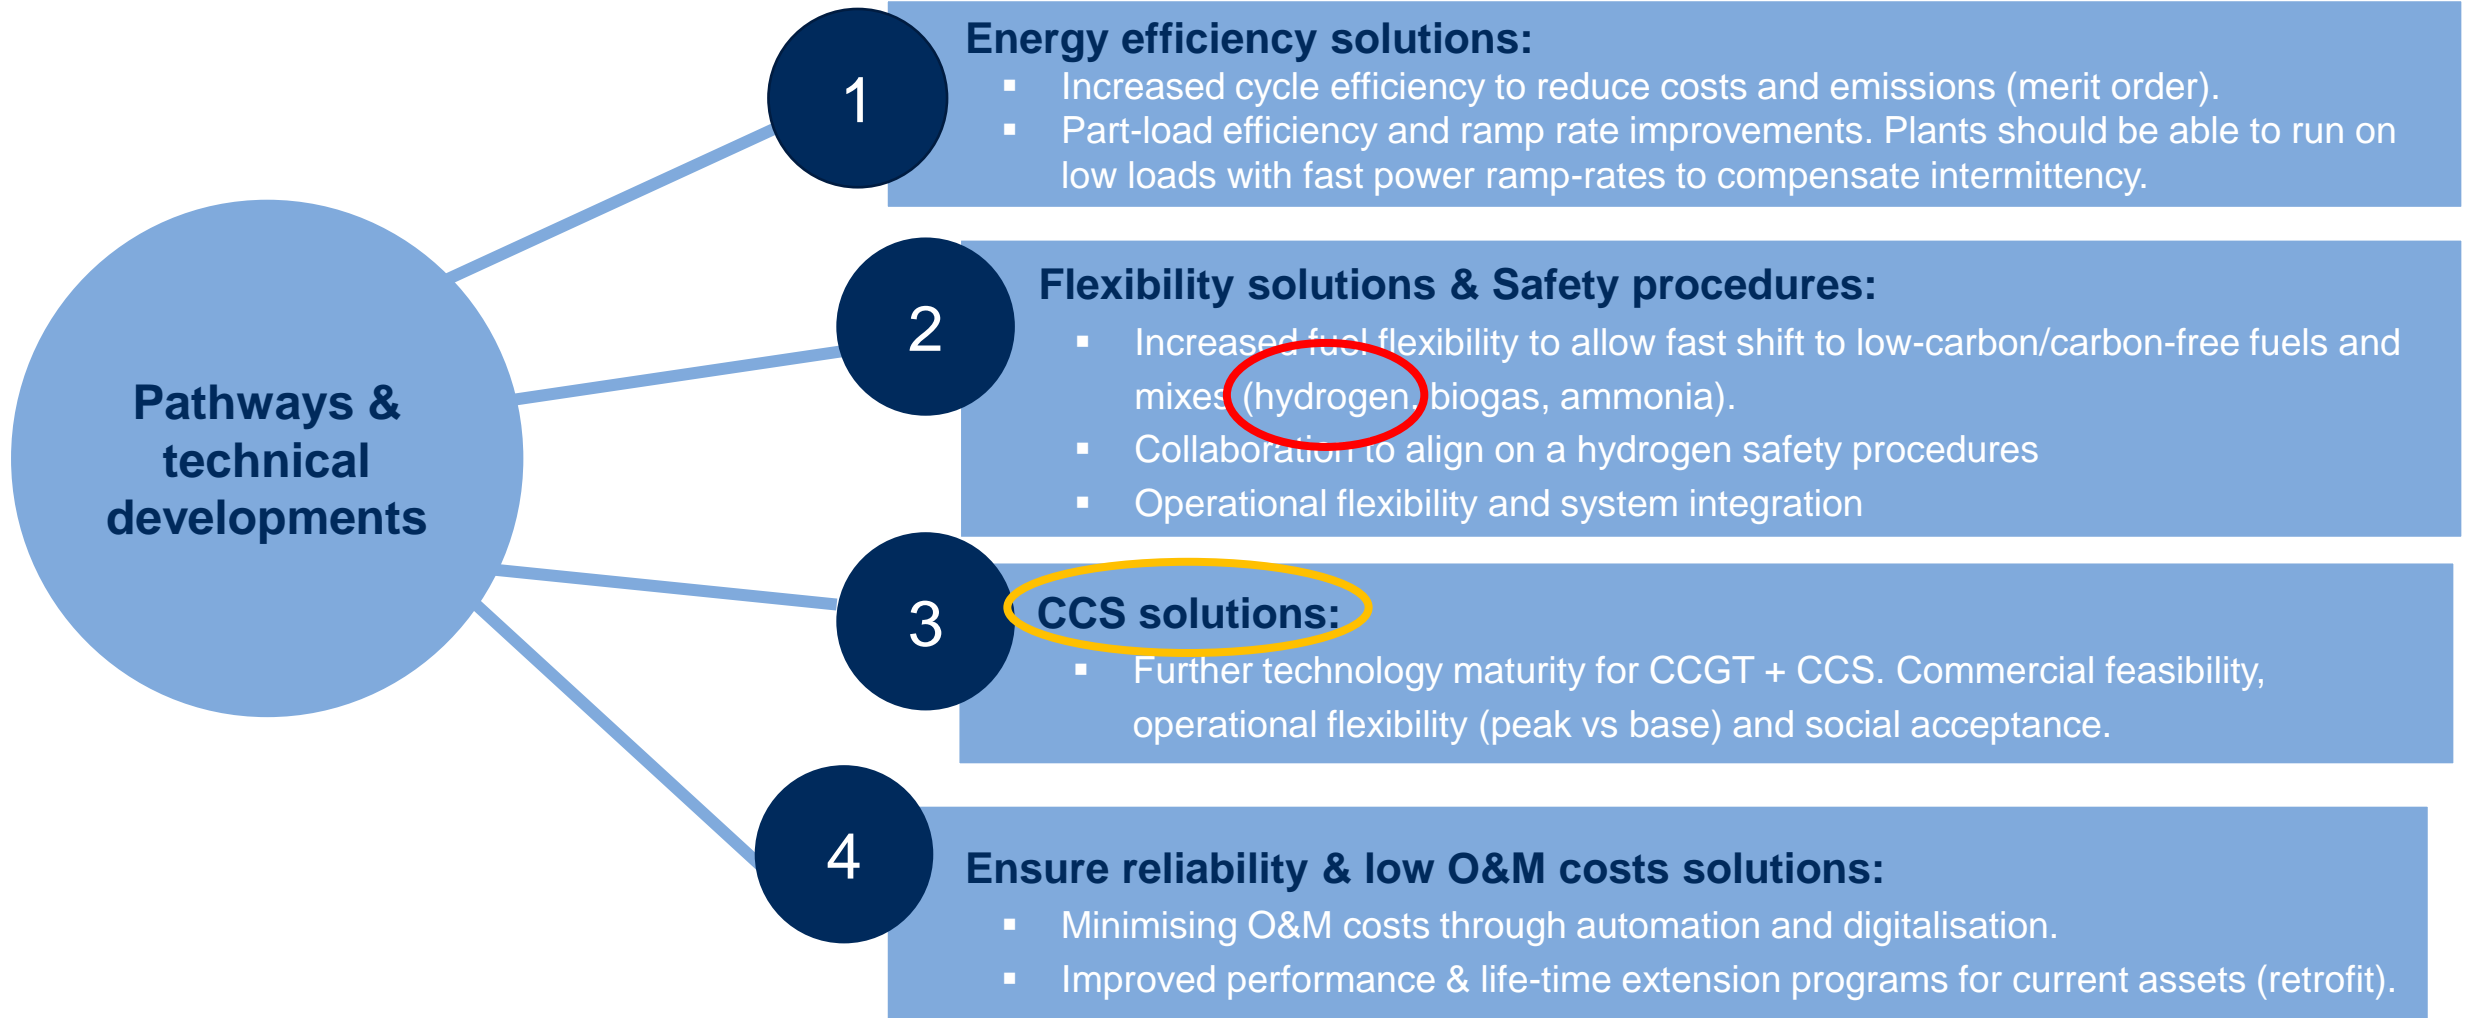 Pathways &
technical
developments
1
Energy efficiency solutions:
▪ Increased cycle efficiency to reduce costs and emissions (merit order).
▪ Part-load efficiency and ramp rate improvements. Plants should be able to run on
low loads with fast power ramp-rates to compensate intermittency.
2
Flexibility solutions & Safety procedures:
▪ Increased fuel flexibility to allow fast shift to low-carbon/carbon-free fuels and
mixes (hydrogen, biogas, ammonia).
▪ Collaboration to align on a hydrogen safety procedures
▪ Operational flexibility and system integration
3
CCS solutions:
▪ Further technology maturity for CCGT + CCS. Commercial feasibility,
operational flexibility (peak vs base) and social acceptance.
4
Ensure reliability & low O&M costs solutions:
▪ Minimising O&M costs through automation and digitalisation.
▪ Improved performance & life-time extension programs for current assets (retrofit).